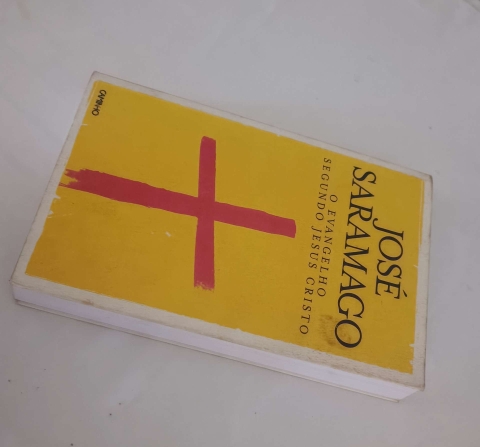 JOSÉ
SARAMAGO
O EVANGELHO
SEGUNDO JESUS CRISTO
CAMINHO